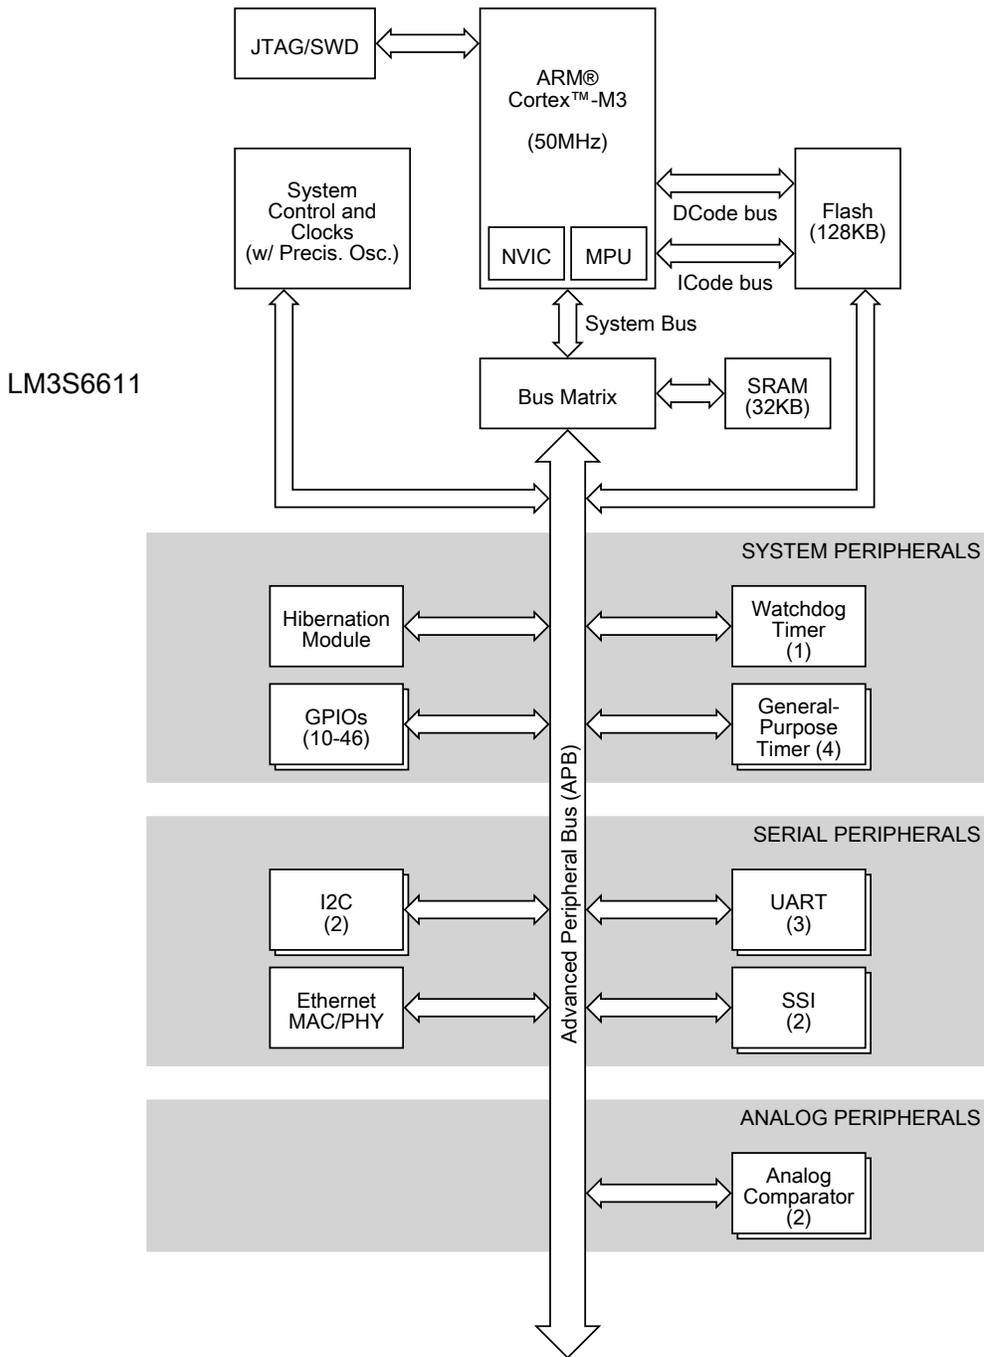 JTAG/SWD
ARM®
Cortex™-M3
(50MHz)
System
Control and
Clocks
(w/ Precis. Osc.)
DCode bus
Flash
(128KB)
NVIC
MPU
ICode bus
System Bus
LM3S6611
Bus Matrix
SRAM
(32KB)
SYSTEM PERIPHERALS
Hibernation
Module
Watchdog
Timer
(1)
GPIOs
(10-46)
General-
Purpose
Timer (4)
Advanced Peripheral Bus (APB)
SERIAL PERIPHERALS
I2C
(2)
UART
(3)
Ethernet
MAC/PHY
SSI
(2)
ANALOG PERIPHERALS
Analog
Comparator
(2)